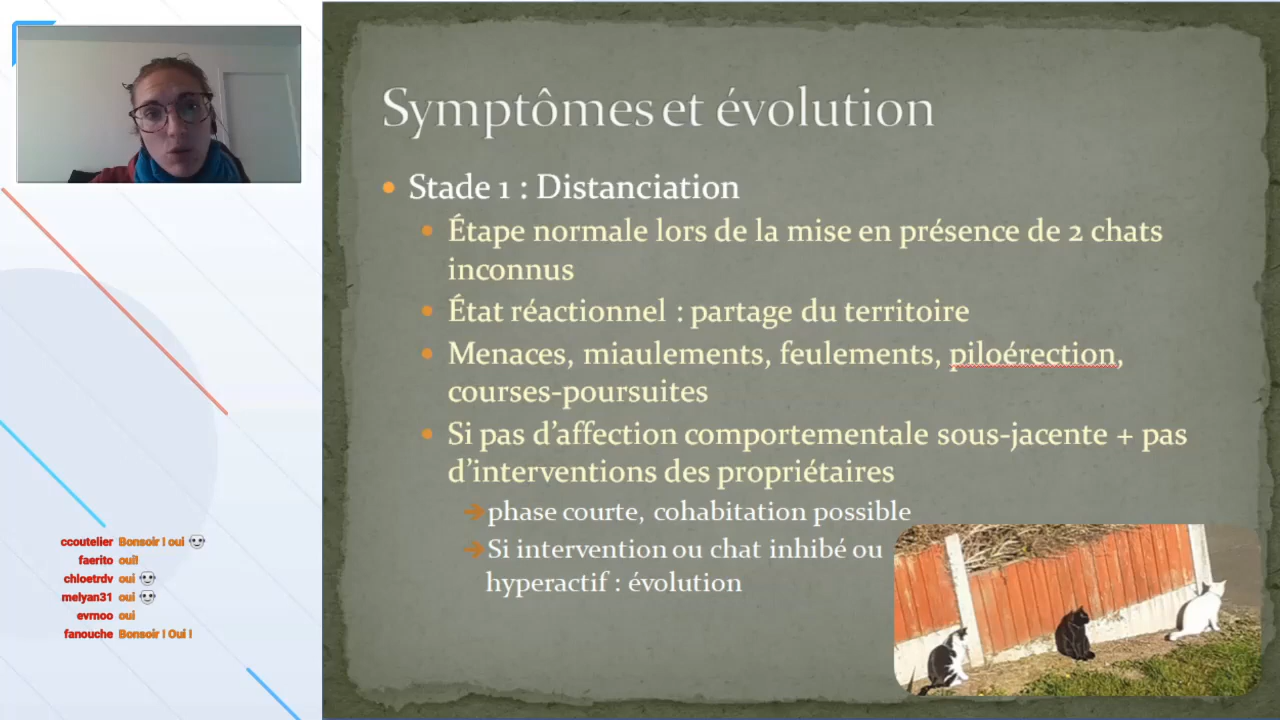 Symptômes et évolution
Stade 1 : Distanciation
Étape normale lors de la mise en présence de 2 chats
inconnus
État réactionnel : partage du territoire
Menaces, miaulements, feulements, piloérection,
courses-poursuites
Si pas d’affection comportementale sous-jacente + pas
d’interventions des propriétaires
phase courte, cohabitation possible
Si intervention ou chat inhibé ou
hyperactif : évolution
ccoutelier Bonsoir ! oui
faerito oui!
chloetrdv oui
melyan31 oui
evrnoo oui
fanouche Bonsoir ! Oui !